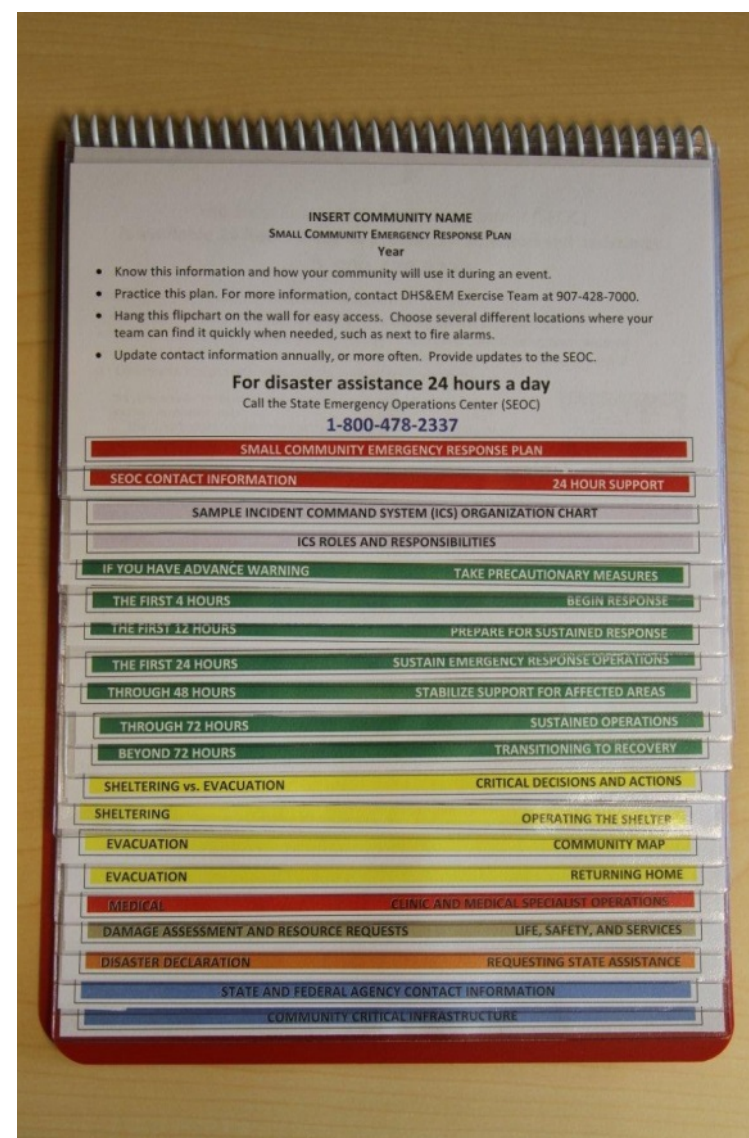 INSERT COMMUNITY NAME
SMALL COMMUNITY EMERGENCY RESPONSE PLAN
Year
• Know this information and how your community will use it during an event.
• Practice this plan. For more information, contact DHS&EM Exercise Team at 907-428-7000.
• Hang this flipchart on the wall for easy access. Choose several different locations where your
team can find it quickly when needed, such as next to fire alarms.
• Update contact information annually, or more often. Provide updates to the SEOC.
For disaster assistance 24 hours a day
Call the State Emergency Operations Center (SEOC)
1-800-478-2337
SMALL COMMUNITY EMERGENCY RESPONSE PLAN
SEOC CONTACT INFORMATION 24 HOUR SUPPORT
SAMPLE INCIDENT COMMAND SYSTEM (ICS) ORGANIZATION CHART
ICS ROLES AND RESPONSIBILITIES
IF YOU HAVE ADVANCE WARNING TAKE PRECAUTIONARY MEASURES
THE FIRST 4 HOURS BEGIN RESPONSE
THE FIRST 12 HOURS PREPARE FOR SUSTAINED RESPONSE
THE FIRST 24 HOURS SUSTAIN EMERGENCY RESPONSE OPERATIONS
THROUGH 48 HOURS STABILIZE SUPPORT FOR AFFECTED AREAS
THROUGH 72 HOURS SUSTAINED OPERATIONS
BEYOND 72 HOURS TRANSITIONING TO RECOVERY
SHELTERING vs. EVACUATION CRITICAL DECISIONS AND ACTIONS
SHELTERING OPERATING THE SHELTER
EVACUATION COMMUNITY MAP
EVACUATION RETURNING HOME
MEDICAL CLINIC AND MEDICAL SPECIALIST OPERATIONS
DAMAGE ASSESSMENT AND RESOURCE REQUESTS LIFE, SAFETY, AND SERVICES
DISASTER DECLARATION REQUESTING STATE ASSISTANCE
STATE AND FEDERAL AGENCY CONTACT INFORMATION
COMMUNITY CRITICAL INFRASTRUCTURE